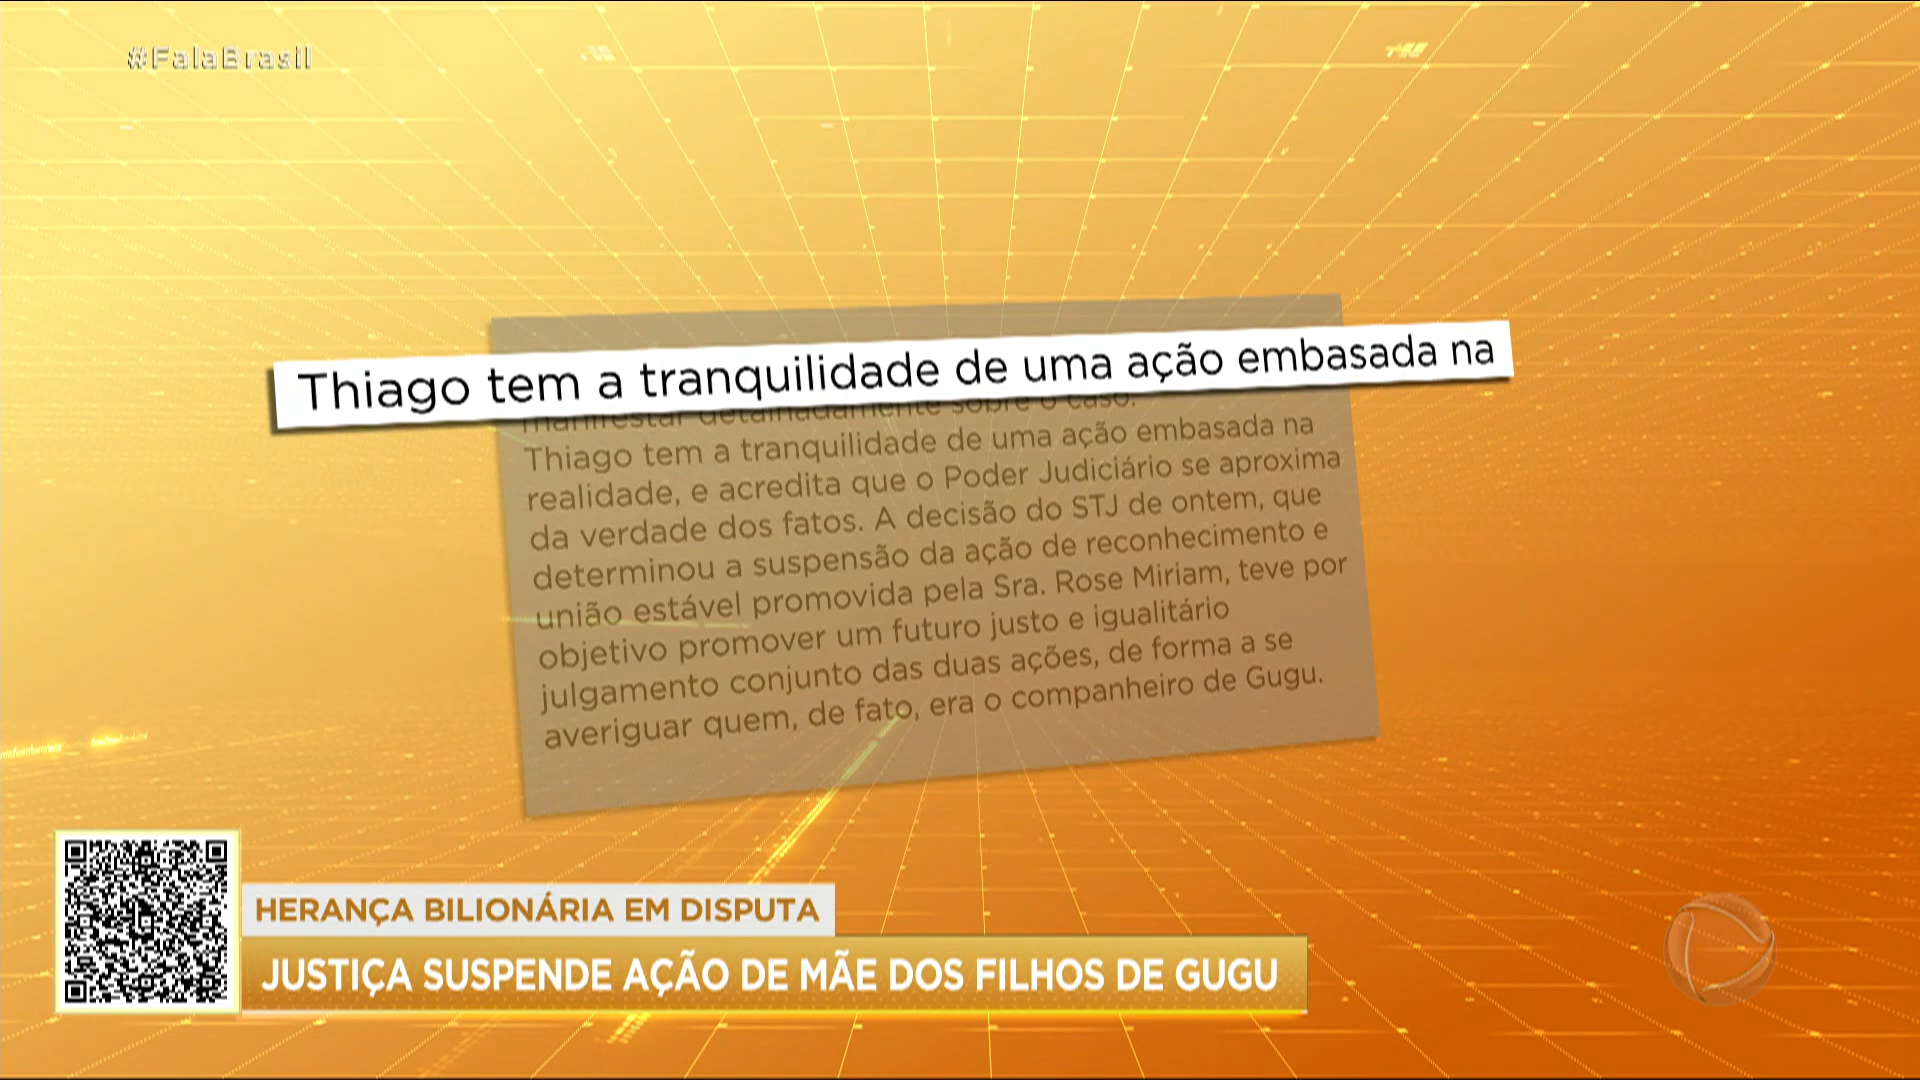 #FalaBrasil
Thiago tem a tranquilidade de uma ação embasada na
manifestar detalhadamente sobre o caso.
Thiago tem a tranquilidade de uma ação embasada na
realidade, e acredita que o Poder Judiciário se aproxima
da verdade dos fatos. A decisão do STJ de ontem, que
determinou a suspensão da ação de reconhecimento e
união estável promovida pela Sra. Rose Miriam, teve por
objetivo promover um futuro justo e igualitário
julgamento conjunto das duas ações, de forma a se
averiguar quem, de fato, era o companheiro de Gugu.
HERANÇA BILIONÁRIA EM DISPUTA
JUSTIÇA SUSPENDE AÇÃO DE MÃE DOS FILHOS DE GUGU